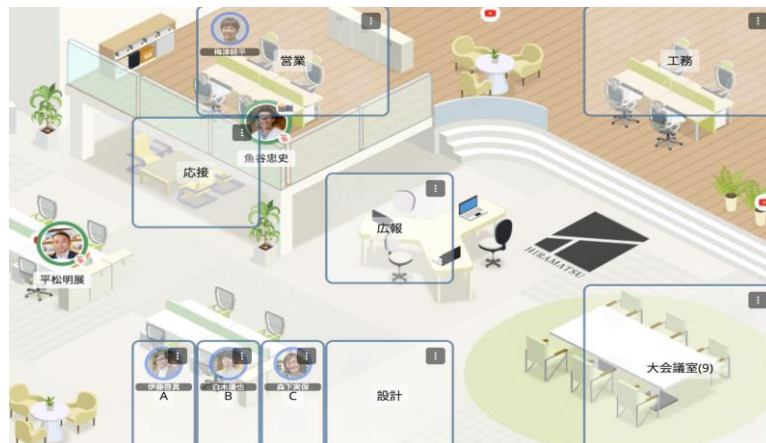 梅津耕平
営業
工務
魚谷忠史
応接
広報
HIRAMATSU
平松明展
大会議室(9)
伊藤啓真
白木優也
森下実保
A
B
C
設計